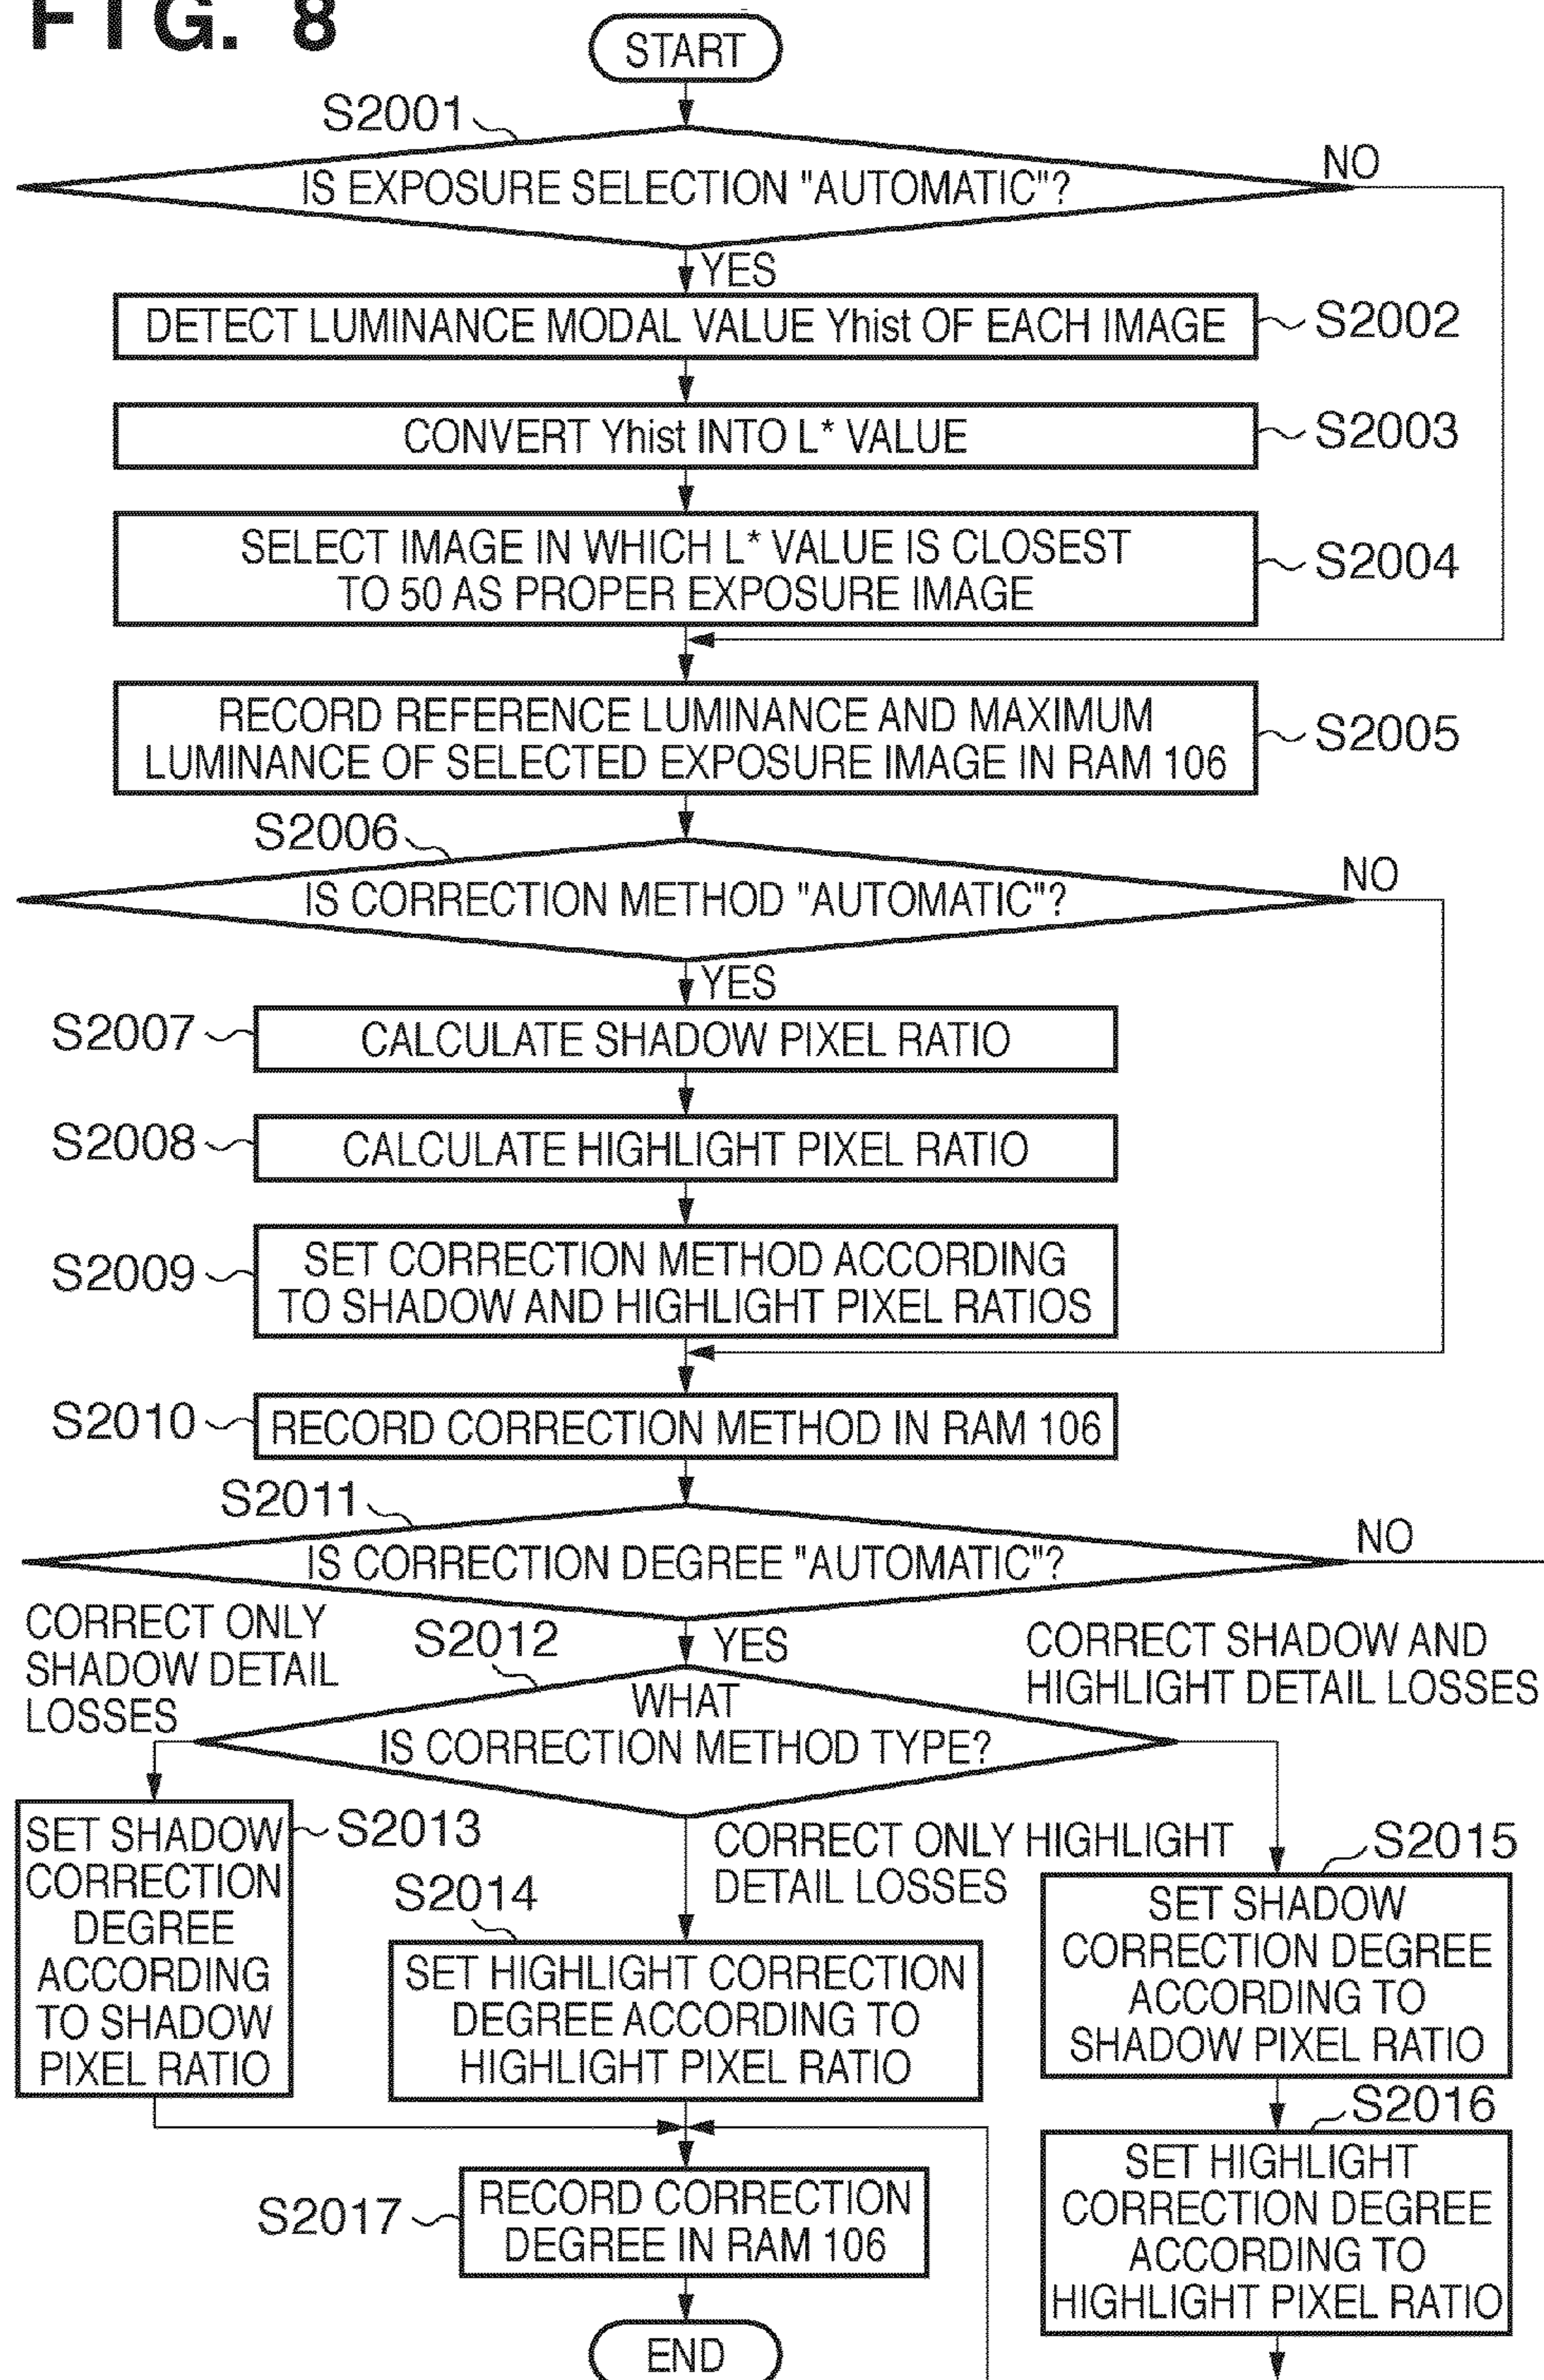 FIG. 8
START
S2001
IS EXPOSURE SELECTION "AUTOMATIC"?
NO
YES
DETECT LUMINANCE MODAL VALUE Yhist OF EACH IMAGE
S2002
CONVERT Yhist INTO L* VALUE
S2003
SELECT IMAGE IN WHICH L* VALUE IS CLOSEST
TO 50 AS PROPER EXPOSURE IMAGE
S2004
RECORD REFERENCE LUMINANCE AND MAXIMUM
LUMINANCE OF SELECTED EXPOSURE IMAGE IN RAM 106
S2005
S2006
IS CORRECTION METHOD "AUTOMATIC"?
NO
YES
S2007
CALCULATE SHADOW PIXEL RATIO
S2008
CALCULATE HIGHLIGHT PIXEL RATIO
S2009
SET CORRECTION METHOD ACCORDING
TO SHADOW AND HIGHLIGHT PIXEL RATIOS
S2010
RECORD CORRECTION METHOD IN RAM 106
S2011
IS CORRECTION DEGREE "AUTOMATIC"?
NO
YES
CORRECT ONLY
SHADOW DETAIL
LOSSES
S2012
WHAT
IS CORRECTION METHOD TYPE?
CORRECT SHADOW AND
HIGHLIGHT DETAIL LOSSES
SET SHADOW
CORRECTION
DEGREE
ACCORDING
TO SHADOW
PIXEL RATIO
S2013
CORRECT ONLY HIGHLIGHT
DETAIL LOSSES
S2014
SET HIGHLIGHT CORRECTION
DEGREE ACCORDING TO
HIGHLIGHT PIXEL RATIO
S2015
SET SHADOW
CORRECTION DEGREE
ACCORDING TO
SHADOW PIXEL RATIO
S2016
SET HIGHLIGHT
CORRECTION DEGREE
ACCORDING TO
HIGHLIGHT PIXEL RATIO
S2017
RECORD CORRECTION
DEGREE IN RAM 106
END